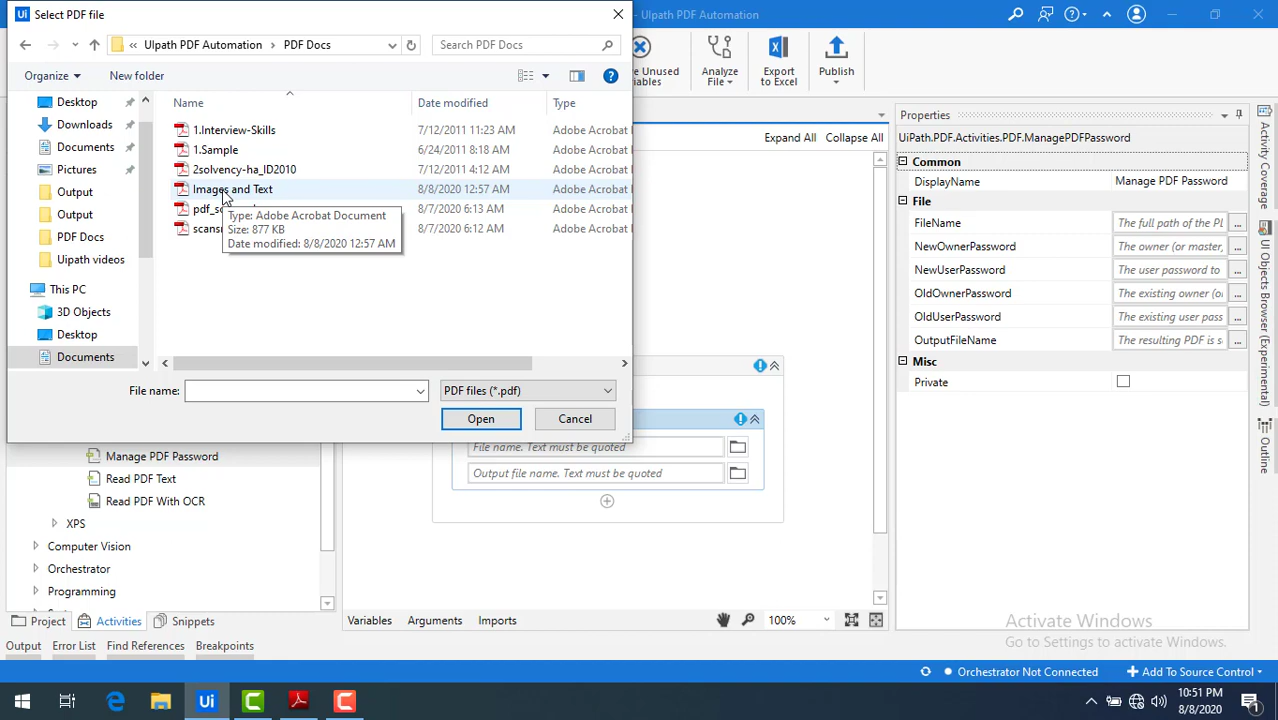 Select PDF file
- UIpath PDF Automation
UIpath PDF Automation
PDF Docs
Search PDF Docs
Organize
New folder
Name
Date modified
Type
Desktop
Downloads
Documents
Pictures
Output
Output
PDF Docs
Uipath videos
This PC
3D Objects
Desktop
Documents
1.Interview-Skills 7/12/2011 11:23 AM Adobe Acrobat
1.Sample 6/24/2011 8:18 AM Adobe Acrobat
2solvency-ha_ID2010 7/12/2011 4:12 AM Adobe Acrobat
Images and Text 8/8/2020 12:57 AM Adobe Acrobat
8/7/2020 6:13 AM Adobe Acrobat
8/7/2020 6:12 AM Adobe Acrobat
Type: Adobe Acrobat Document
Size: 877 KB
Date modified: 8/8/2020 12:57 AM
File name:
PDF files (*.pdf)
Open
Cancel
Analyze
File
Export
to Excel
Publish
Expand All Collapse All
File name. Text must be quoted
Output file name. Text must be quoted
Manage PDF Password
Read PDF Text
Read PDF With OCR
XPS
Computer Vision
Orchestrator
Programming
Project
Activities
Snippets
Variables
Arguments
Imports
100%
Properties
UiPath.PDF.Activities.PDF.ManagePDFPassword
Common
DisplayName Manage PDF Password
File
FileName The full path of the
NewOwnerPassword The owner (or master,
NewUserPassword The user password to
OldOwnerPassword The existing owner
OldUserPassword The existing user pass
OutputFileName The resulting PDF is
Misc
Private
Activity Coverage
UI Objects Browser (Experimental)
Outline
Activate Windows
Go to Settings to activate Windows.
Output
Error List
Find References
Breakpoints
Orchestrator Not Connected
Add To Source Control
10:51 PM
8/8/2020